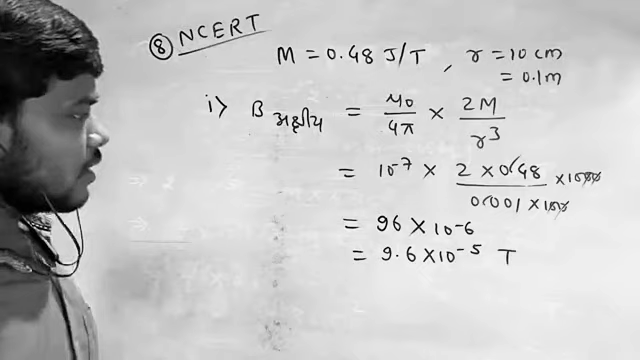 ⑧ NCERT
M = 0.48 J/T , r = 10 cm
= 0.1m
i> B अक्षीय = μ0/4π × 2M/r³
= 10⁻⁷ × 2 × 0.48/0.001 × 1000/× 100
= 96 × 10⁻⁶
= 9.6 × 10⁻⁵ T